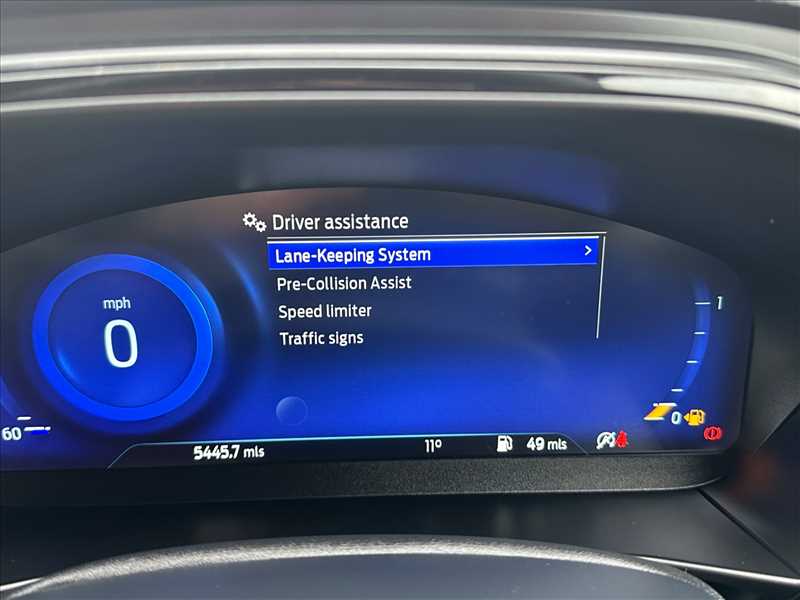 Driver assistance
Lane-Keeping System >
Pre-Collision Assist
Speed limiter
Traffic signs
mph
0
60
1
0
5445.7 mls
11°
49 mls